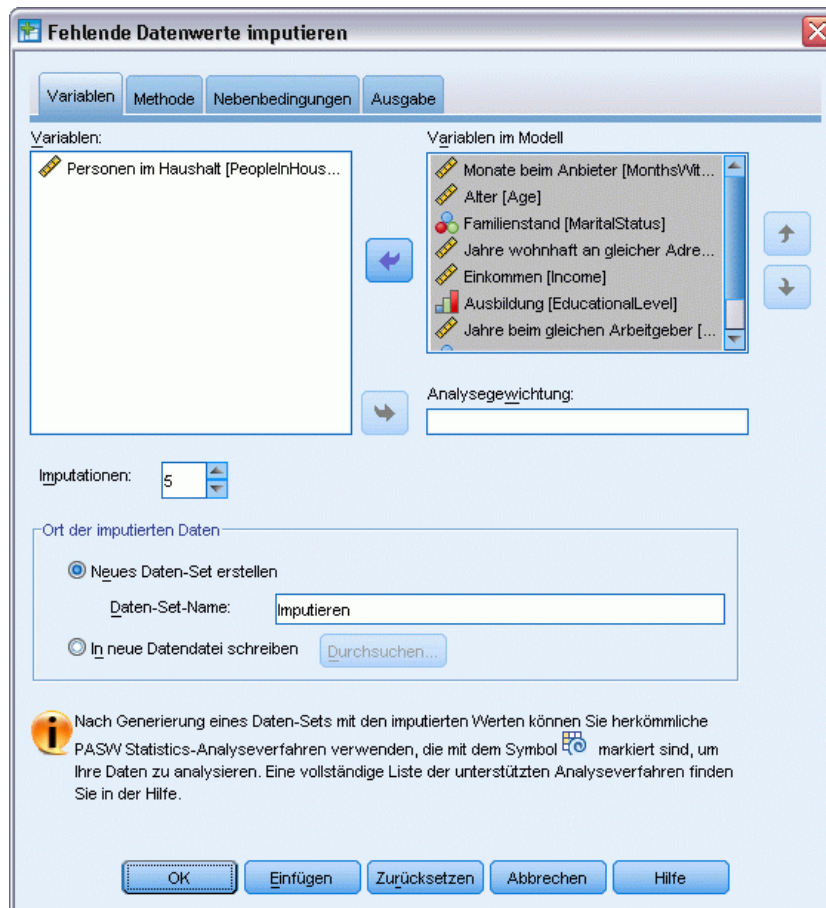 Fehlende Datenwerte imputieren
Variablen Methode Nebenbedingungen Ausgabe
Variablen:
Personen im Haushalt [PeopleInHous...
Variablen im Modell
Monate beim Anbieter [MonthsWit...
Alter [Age]
Familienstand [MaritalStatus]
Jahre wohnhaft an gleicher Adre...
Einkommen [Income]
Ausbildung [EducationalLevel]
Jahre beim gleichen Arbeitgeber [...
Analysegewichtung:
Imputationen: 5
Ort der imputierten Daten
Neues Daten-Set erstellen
Daten-Set-Name: Imputieren
In neue Datendatei schreiben Durchsuchen...
Nach Generierung eines Daten-Sets mit den imputierten Werten können Sie herkömmliche
PASW Statistics-Analyseverfahren verwenden, die mit dem Symbol markiert sind, um
Ihre Daten zu analysieren. Eine vollständige Liste der unterstützten Analyseverfahren finden
Sie in der Hilfe.
OK Einfügen Zurücksetzen Abbrechen Hilfe